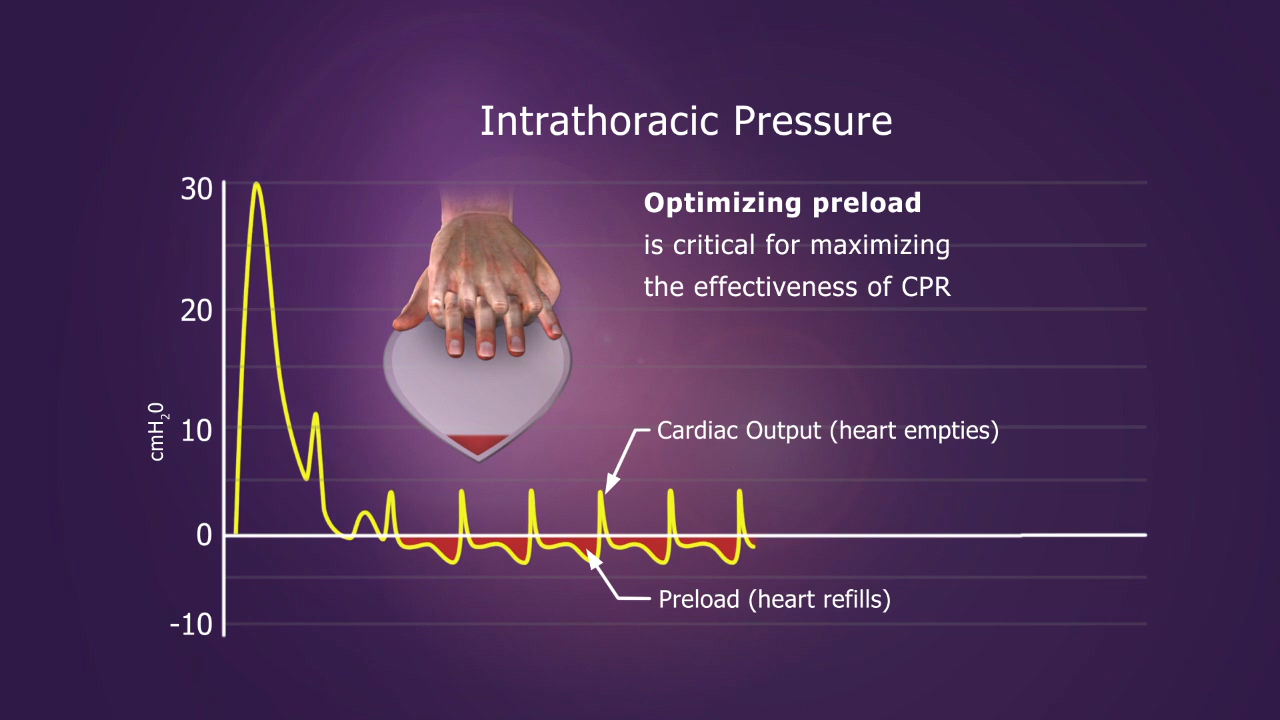 Intrathoracic Pressure
30
Optimizing preload
is critical for maximizing
the effectiveness of CPR
20
cmH₂0
10
Cardiac Output (heart empties)
0
Preload (heart refills)
-10